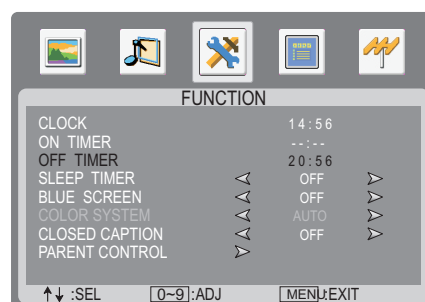 FUNCTION
CLOCK 14:56
ON TIMER --:--
OFF TIMER 20:56
SLEEP TIMER OFF
BLUE SCREEN OFF
COLOR SYSTEM AUTO
CLOSED CAPTION OFF
PARENT CONTROL
:SEL 0~9 :ADJ MENU:EXIT